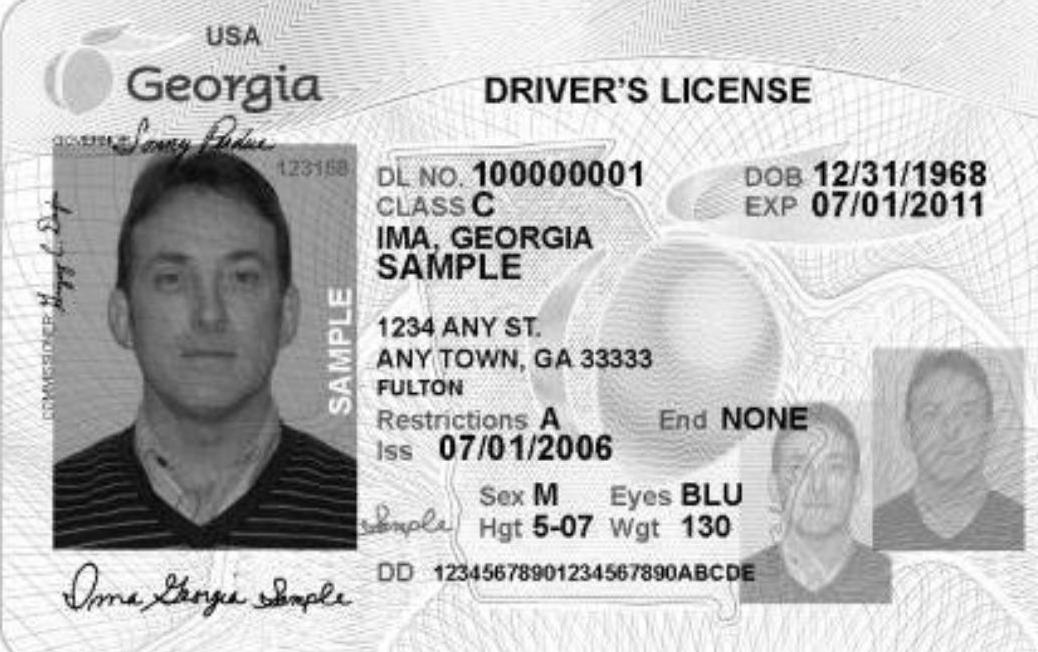 USA
Georgia
DRIVER'S LICENSE
Sonny Perdue
123168
DL NO. 100000001
DOB 12/31/1968
CLASS C
EXP 07/01/2011
IMA, GEORGIA
SAMPLE
SAMPLE
1234 ANY ST.
ANY TOWN, GA 33333
FULTON
Restrictions A End NONE
Iss 07/01/2006
Sex M Eyes BLU
Sample
Hgt 5-07 Wgt 130
DD 12345678901234567890ABCDE
Ima Georgia Sample
COMMISSIONER